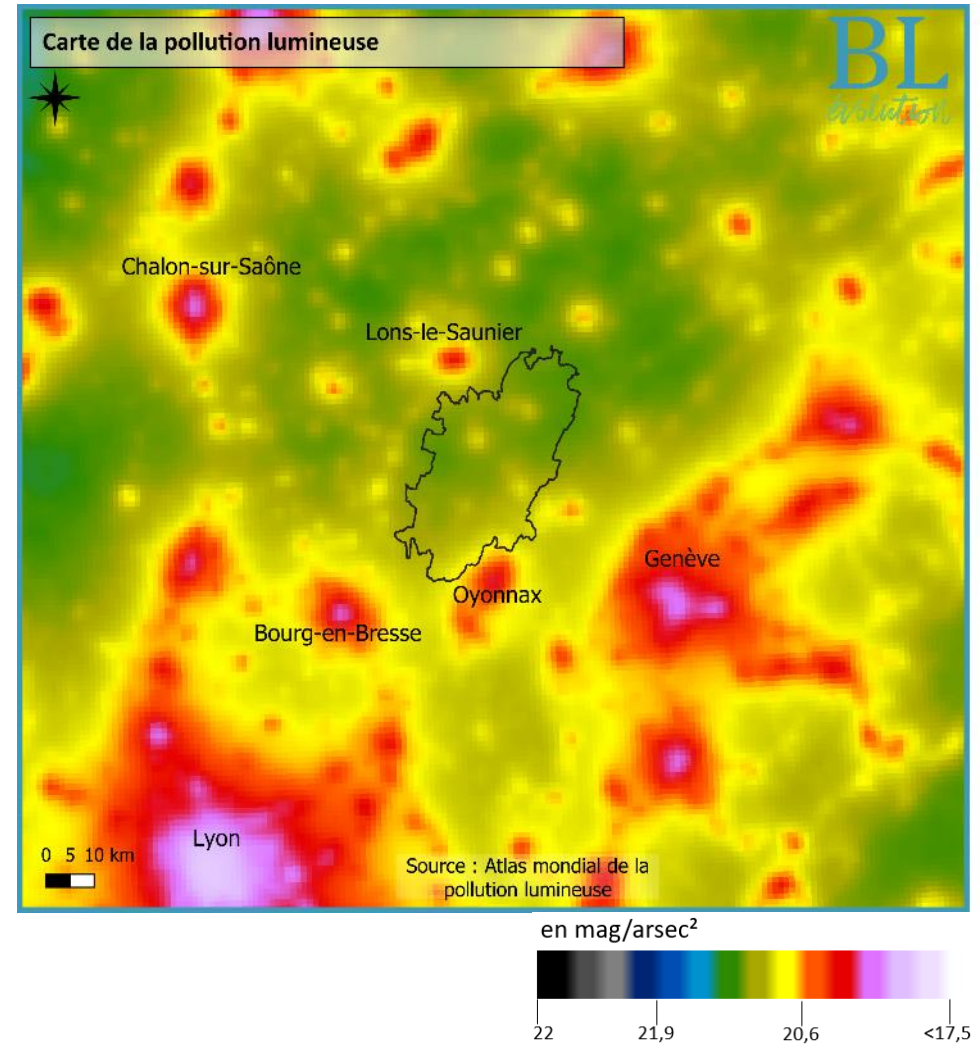 Carte de la pollution lumineuse
BL
évolution
Chalon-sur-Saône
Lons-le-Saunier
Genève
Oyonnax
Bourg-en-Bresse
Lyon
0 5 10 km
Source : Atlas mondial de la
pollution lumineuse
en mag/arsec²
22 21,9 20,6 <17,5